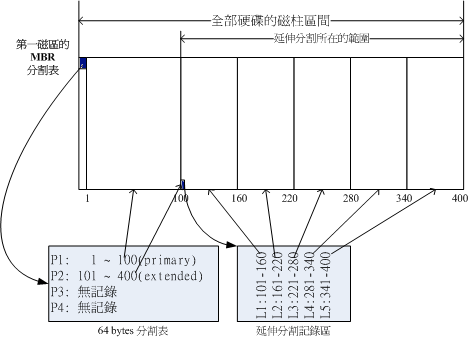 全部硬碟的磁柱區間
延伸分割所在的範圍
第一磁區的
MBR
分割表
1
100
160
220
280
340
400
P1: 1 ~ 100(primary)
P2: 101 ~ 400(extended)
P3: 無記錄
P4: 無記錄
64 bytes 分割表
L1:101-160
L2:161-220
L3:221-280
L4:281-340
L5:341-400
延伸分割記錄區